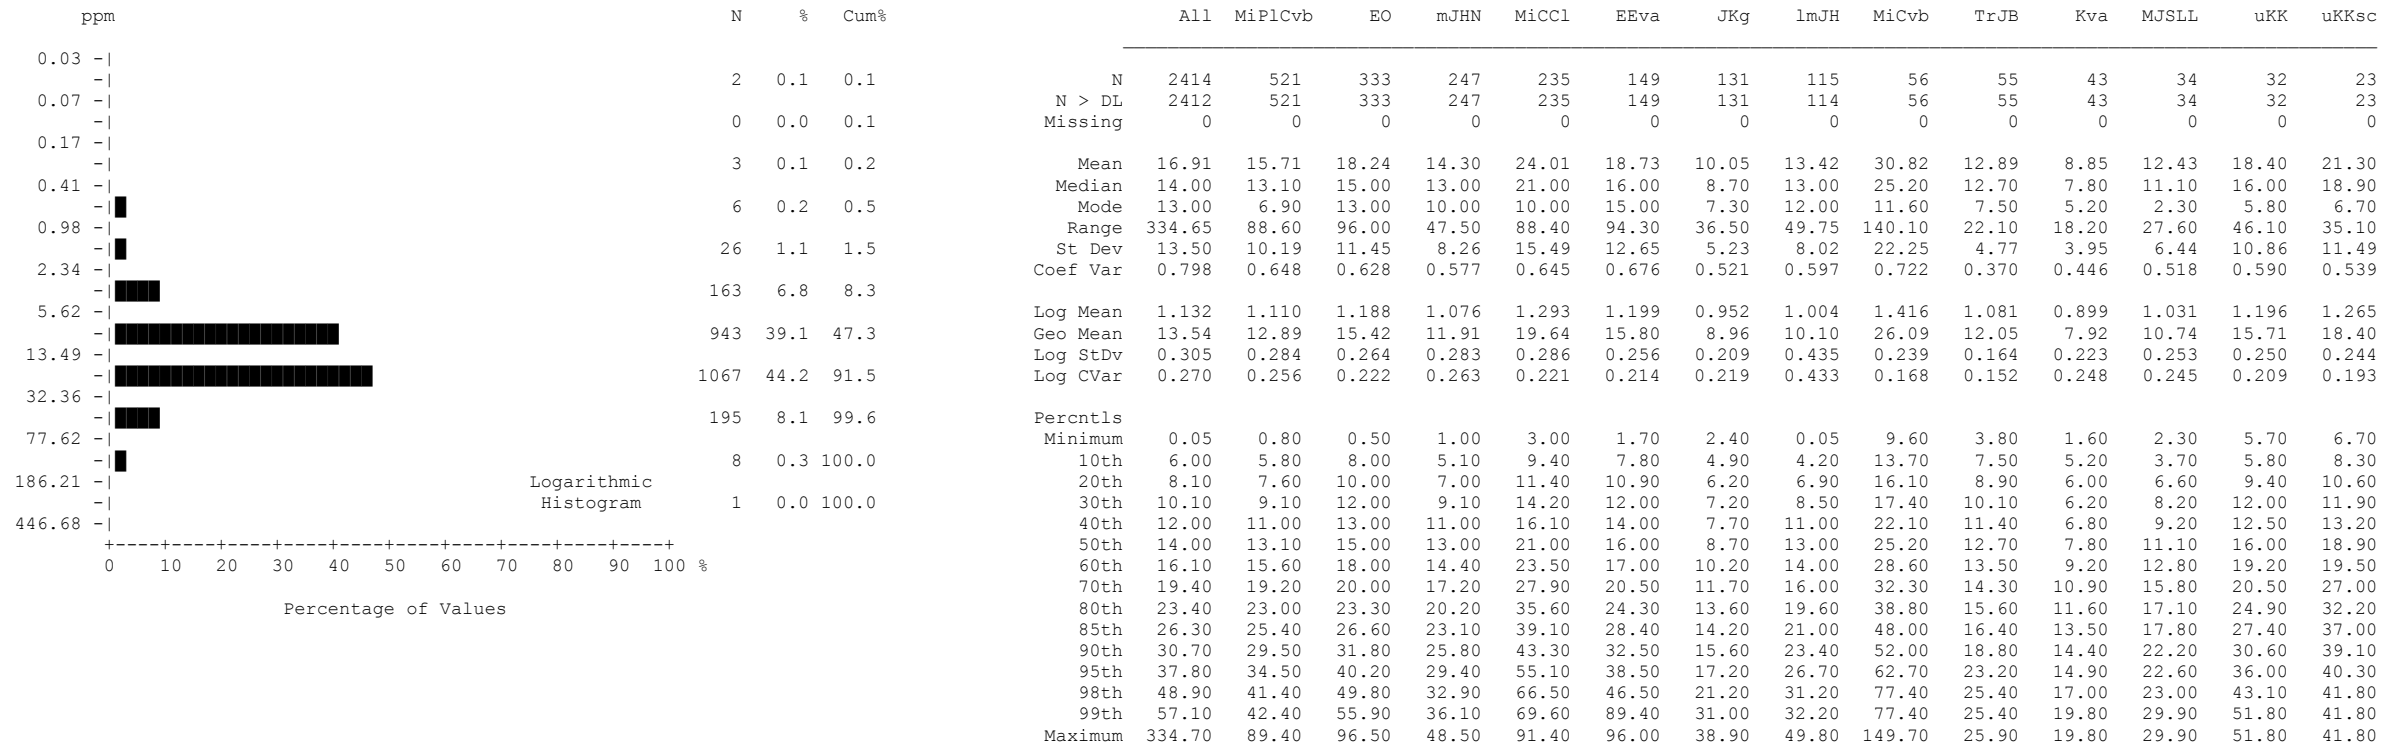 ppm N % Cum% All MiPlCvb EO mJHN MiCCl EEva JKg lmJH MiCvb TrJB Kva MJSLL uKK uKKsc
0.03 -|
-| 2 0.1 0.1 N 2414 521 333 247 235 149 131 115 56 55 43 34 32 23
0.07 -| N > DL 2412 521 333 247 235 149 131 114 56 55 43 34 32 23
-| 0 0.0 0.1 Missing 0 0 0 0 0 0 0 0 0 0 0 0 0 0
0.17 -|
-| 3 0.1 0.2 Mean 16.91 15.71 18.24 14.30 24.01 18.73 10.05 13.42 30.82 12.89 8.85 12.43 18.40 21.30
0.41 -| Median 14.00 13.10 15.00 13.00 21.00 16.00 8.70 13.00 25.20 12.70 7.80 11.10 16.00 18.90
-| 6 0.2 0.5 Mode 13.00 6.90 13.00 10.00 10.00 15.00 7.30 12.00 11.60 7.50 5.20 2.30 5.80 6.70
0.98 -| Range 334.65 88.60 96.00 47.50 88.40 94.30 36.50 49.75 140.10 22.10 18.20 27.60 46.10 35.10
-| 26 1.1 1.5 St Dev 13.50 10.19 11.45 8.26 15.49 12.65 5.23 8.02 22.25 4.77 3.95 6.44 10.86 11.49
2.34 -| Coef Var 0.798 0.648 0.628 0.577 0.645 0.676 0.521 0.597 0.722 0.370 0.446 0.518 0.590 0.539
-| 163 6.8 8.3
5.62 -| Log Mean 1.132 1.110 1.188 1.076 1.293 1.199 0.952 1.004 1.416 1.081 0.899 1.031 1.196 1.265
-| 943 39.1 47.3 Geo Mean 13.54 12.89 15.42 11.91 19.64 15.80 8.96 10.10 26.09 12.05 7.92 10.74 15.71 18.40
13.49 -| Log StDv 0.305 0.284 0.264 0.283 0.286 0.256 0.209 0.435 0.239 0.164 0.223 0.253 0.250 0.244
-| 1067 44.2 91.5 Log CVar 0.270 0.256 0.222 0.263 0.221 0.214 0.219 0.433 0.168 0.152 0.248 0.245 0.209 0.193
32.36 -|
-| 195 8.1 99.6 Percntls
77.62 -| Minimum 0.05 0.80 0.50 1.00 3.00 1.70 2.40 0.05 9.60 3.80 1.60 2.30 5.70 6.70
-| 8 0.3 100.0 10th 6.00 5.80 8.00 5.10 9.40 7.80 4.90 4.20 13.70 7.50 5.20 3.70 5.80 8.30
186.21 -| Logarithmic 20th 8.10 7.60 10.00 7.00 11.40 10.90 6.20 6.90 16.10 8.90 6.00 6.60 9.40 10.60
-| Histogram 1 0.0 100.0 30th 10.10 9.10 12.00 9.10 14.20 12.00 7.20 8.50 17.40 10.10 6.20 8.20 12.00 11.90
446.68 -| 40th 12.00 11.00 13.00 11.00 16.10 14.00 7.70 11.00 22.10 11.40 6.80 9.20 12.50 13.20
+----+----+----+----+----+----+----+----+----+----+ 50th 14.00 13.10 15.00 13.00 21.00 16.00 8.70 13.00 25.20 12.70 7.80 11.10 16.00 18.90
0 10 20 30 40 50 60 70 80 90 100 % 60th 16.10 15.60 18.00 14.40 23.50 17.00 10.20 14.00 28.60 13.50 9.20 12.80 19.20 19.50
70th 19.40 19.20 20.00 17.20 27.90 20.50 11.70 16.00 32.30 14.30 10.90 15.80 20.50 27.00
Percentage of Values 80th 23.40 23.00 23.30 20.20 35.60 24.30 13.60 19.60 38.80 15.60 11.60 17.10 24.90 32.20
85th 26.30 25.40 26.60 23.10 39.10 28.40 14.20 21.00 48.00 16.40 13.50 17.80 27.40 37.00
90th 30.70 29.50 31.80 25.80 43.30 32.50 15.60 23.40 52.00 18.80 14.40 22.20 30.60 39.10
95th 37.80 34.50 40.20 29.40 55.10 38.50 17.20 26.70 62.70 23.20 14.90 22.60 36.00 40.30
98th 48.90 41.40 49.80 32.90 66.50 46.50 21.20 31.20 77.40 25.40 17.00 23.00 43.10 41.80
99th 57.10 42.40 55.90 36.10 69.60 89.40 31.00 32.20 77.40 25.40 19.80 29.90 51.80 41.80
Maximum 334.70 89.40 96.50 48.50 91.40 96.00 38.90 49.80 149.70 25.90 19.80 29.90 51.80 41.80